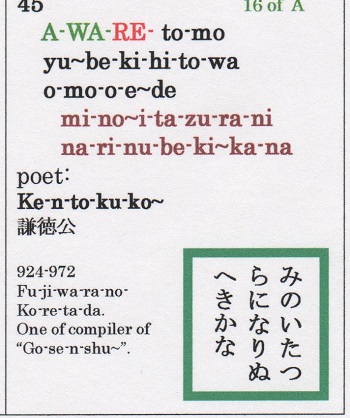 45
16 of A
A-WA-RE- to-mo
yu~be-ki-hi-to-wa
o-mo-o-e~de
mi-no~i-ta-zu-ra-ni
na-ri-nu-be-ki~ka-na
poet:
Ke-n-to-ku-ko~
謙徳公
924-972
Fu-ji-wa-ra-no-
Ko-re-ta-da.
One of compiler of
“Go-se-n-shu~”.
みのいたつ
らになりぬ
へきかな